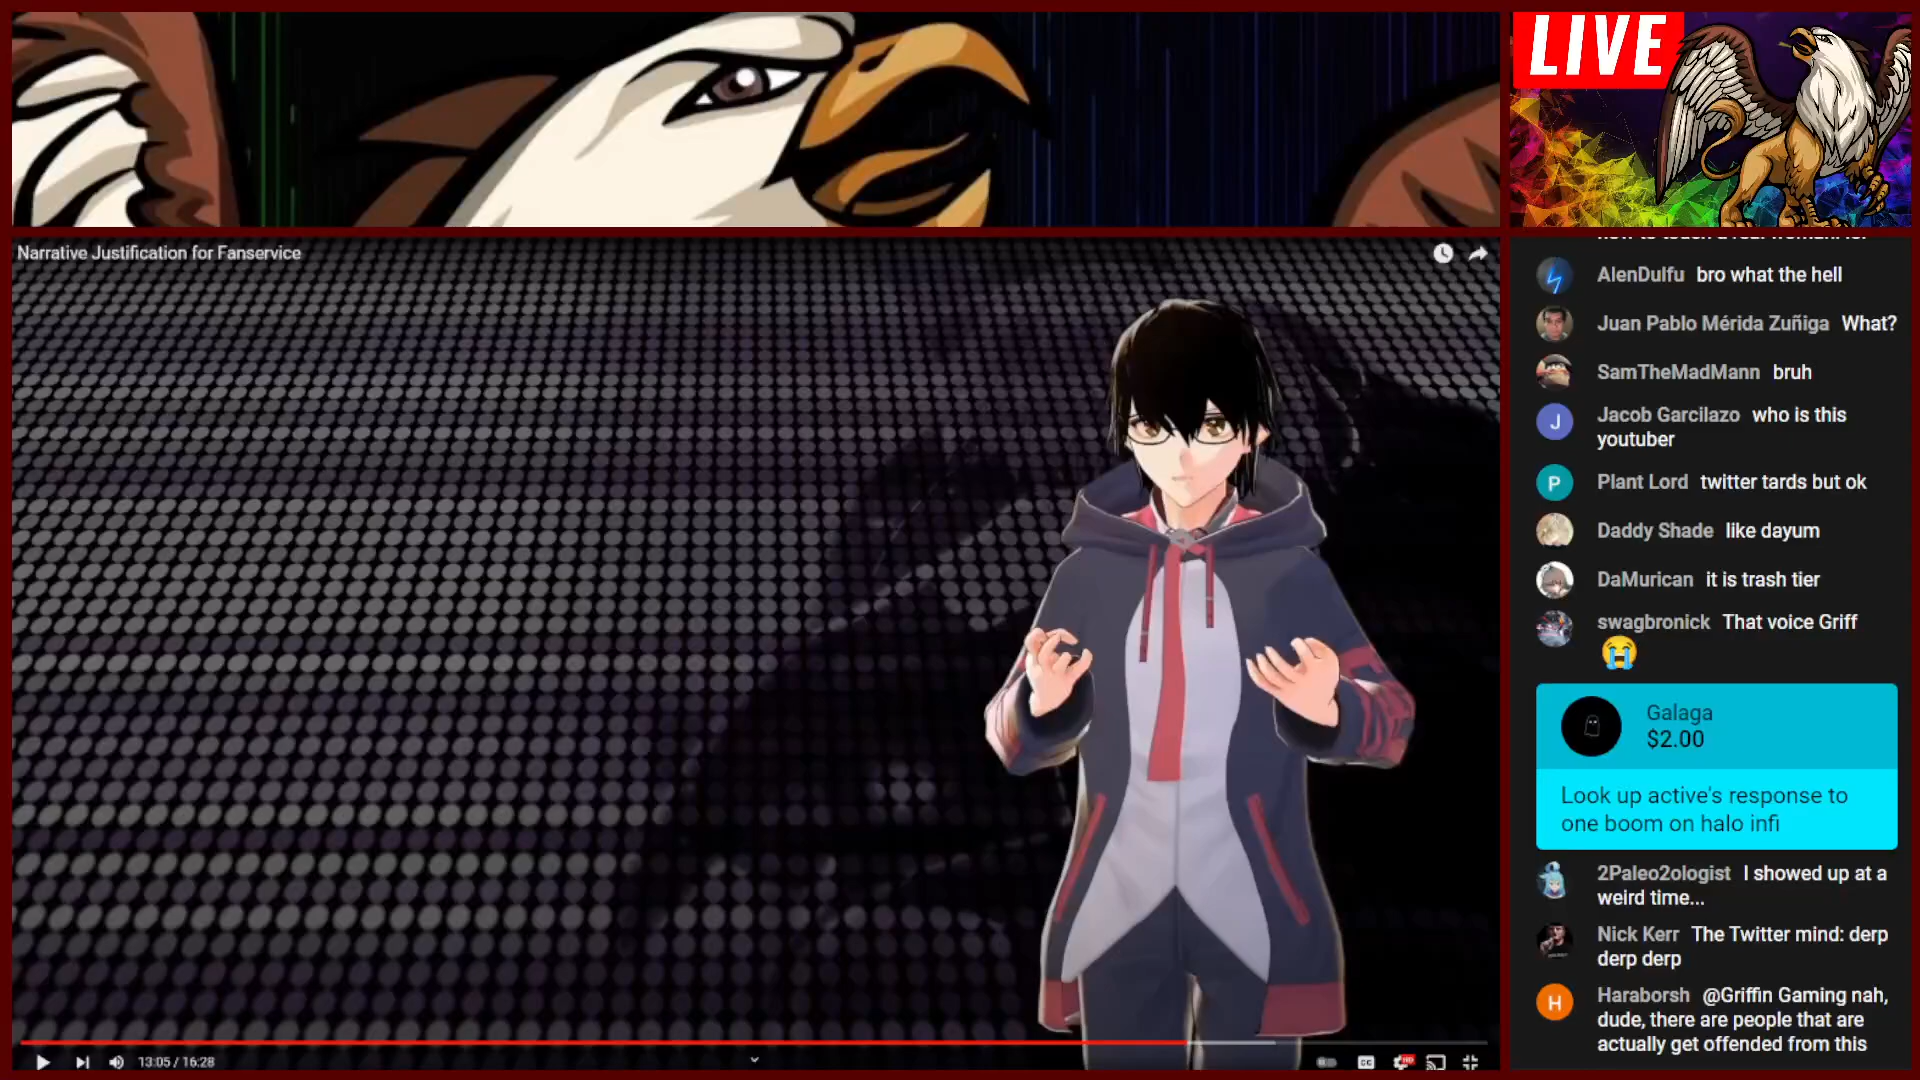 LIVE
Narrative Justification for Fanservice
AlenDulfu bro what the hell
Juan Pablo Mérida Zuñiga What?
SamTheMadMann bruh
J
Jacob Garcilazo who is this
youtuber
P
Plant Lord twitter tards but ok
Daddy Shade like dayum
DaMurican it is trash tier
swagbronick That voice Griff
😭
Galaga
$2.00
Look up active's response to
one boom on halo infi
2Paleo2ologist I showed up at a
weird time...
Nick Kerr The Twitter mind: derp
derp derp
H
Haraborsh @Griffin Gaming nah,
dude, there are people that are
actually get offended from this
13:05 / 16:28
CC
HD